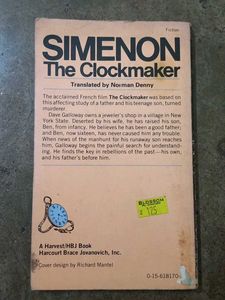 Fiction
SIMENON
The Clockmaker
Translated by Norman Denny
The acclaimed French film The Clockmaker was based on
this affecting study of a father and his teenage son, turned
murderer.
Dave Galloway owns a jeweler's shop in a village in New
York State. Deserted by his wife, he has raised his son,
Ben, from infancy. He believes he has been a good father;
and Ben, now sixteen, has never caused him any trouble.
When news of the manhunt for his runaway son reaches
him, Galloway begins the painful search for understand-
ing. He finds the key in rebellions of the past—his own,
and his father's before him.
BLOSSOM
$ 1.75
A Harvest/HBJ Book
Harcourt Brace Jovanovich, Inc.
Cover design by Richard Mantel
0-15-618170-